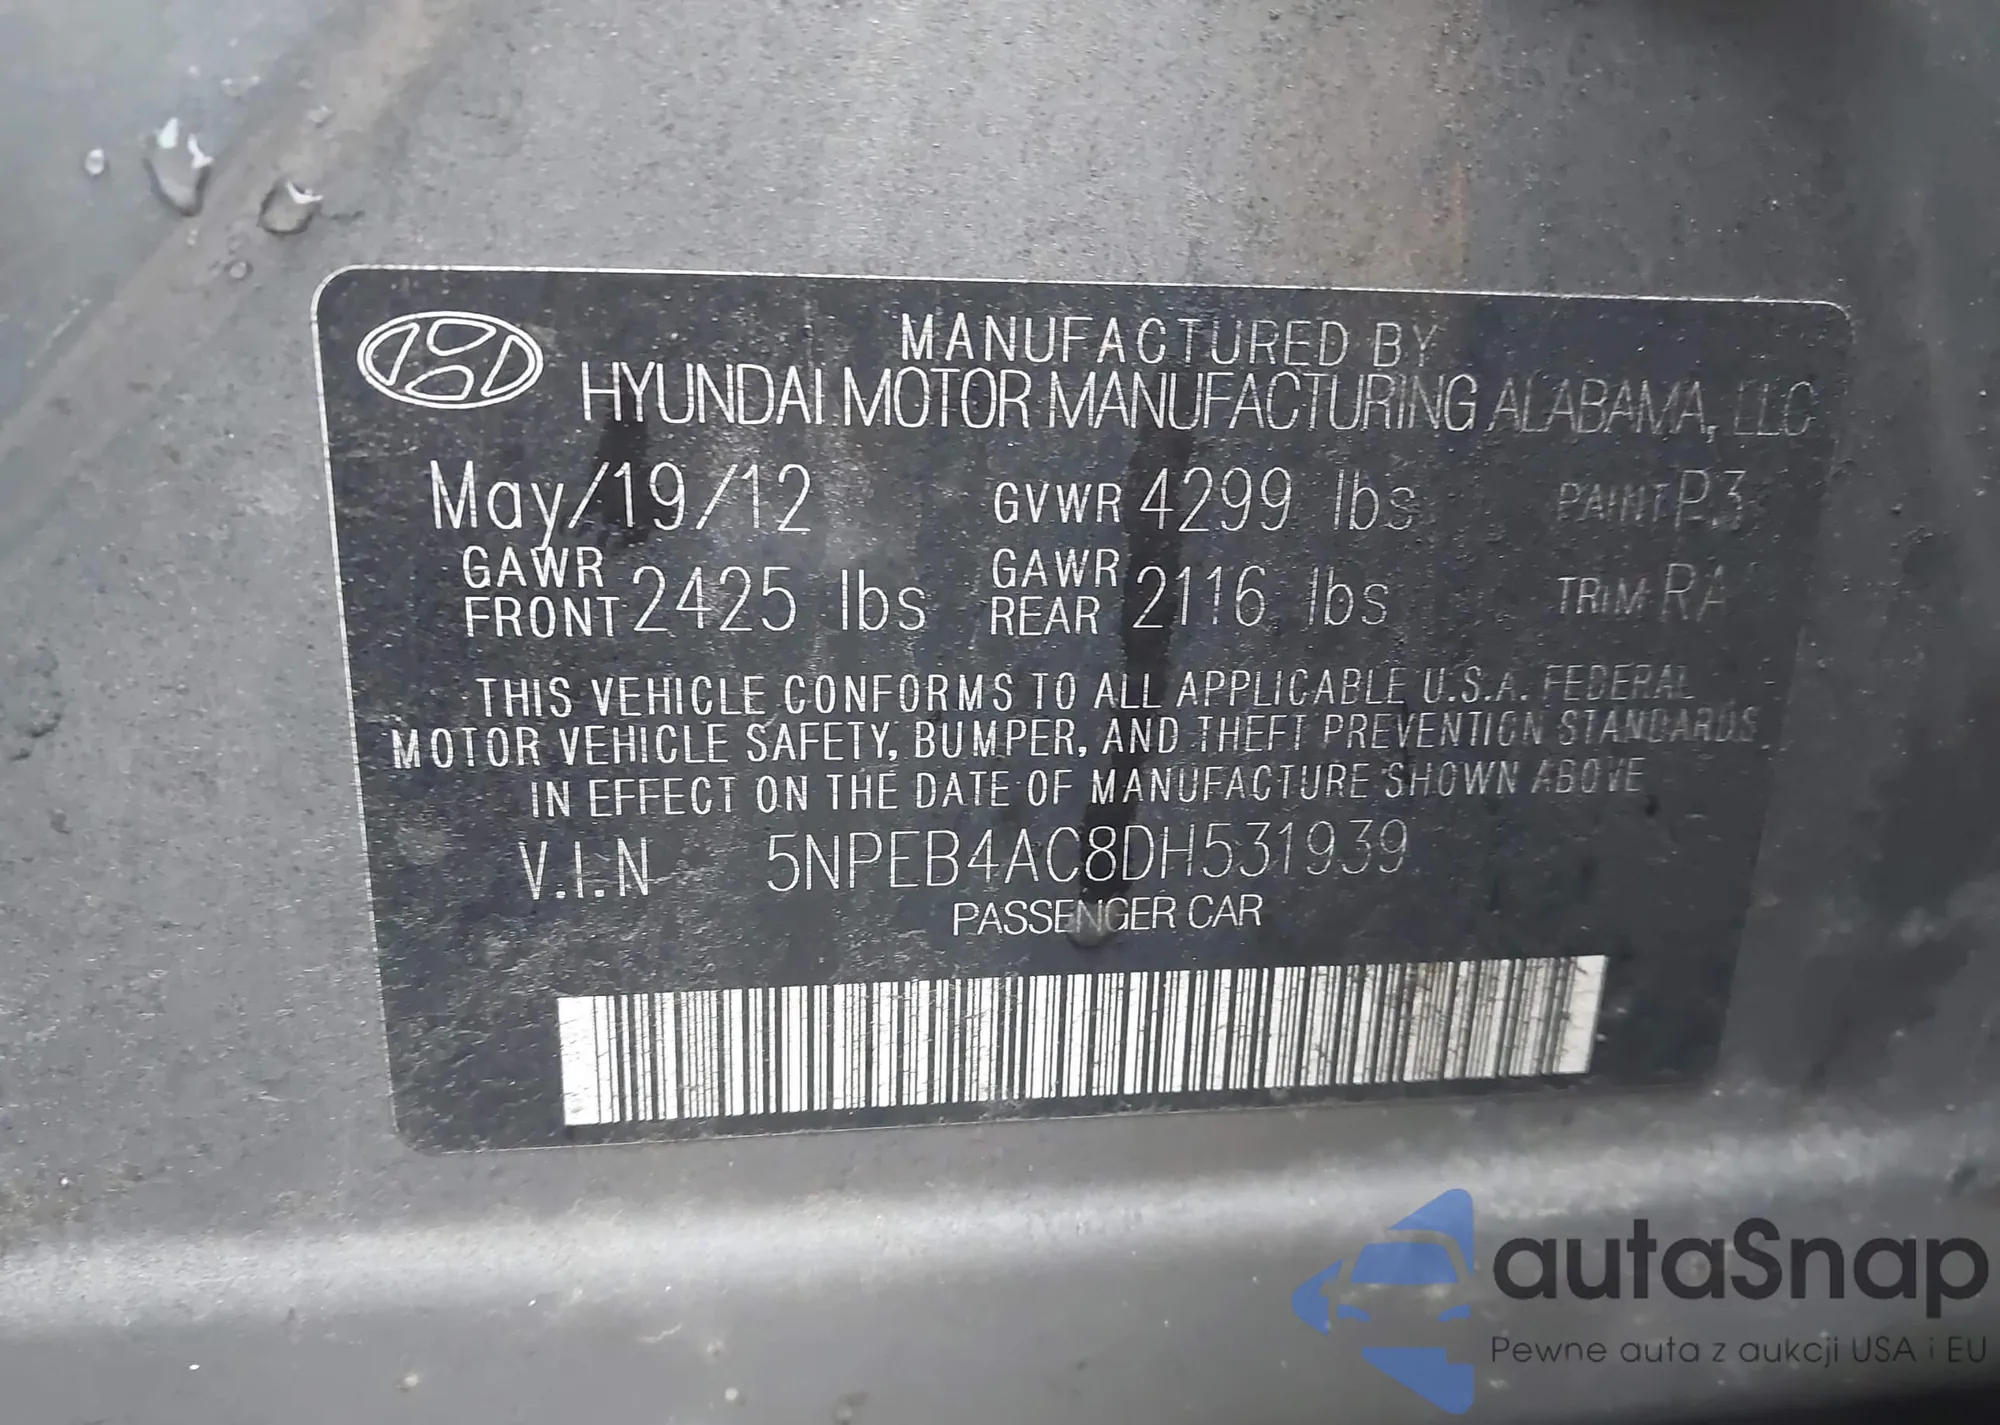 MANUFACTURED BY
HYUNDAI MOTOR MANUFACTURING ALABAMA, LLC
May/19/12 GVWR 4299 lbs PAINT P3
GAWR FRONT 2425 lbs GAWR REAR 2116 lbs TRIM RA
THIS VEHICLE CONFORMS TO ALL APPLICABLE U.S.A. FEDERAL
MOTOR VEHICLE SAFETY, BUMPER, AND THEFT PREVENTION STANDARDS
IN EFFECT ON THE DATE OF MANUFACTURE SHOWN ABOVE
V.I.N 5NPEB4AC8DH531939
PASSENGER CAR
autaSnap
Pewne auta z aukcji USA i EU